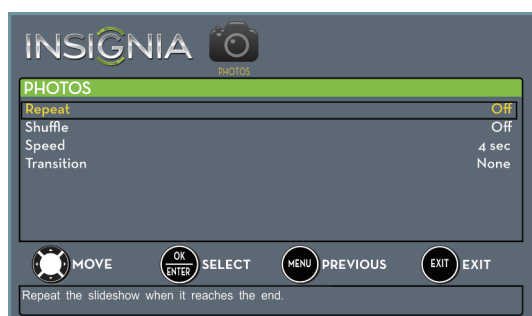 INSIGNIA
PHOTOS
PHOTOS
Repeat Off
Shuffle Off
Speed 4 sec
Transition None
MOVE OK ENTER SELECT MENU PREVIOUS EXIT EXIT
Repeat the slideshow when it reaches the end.